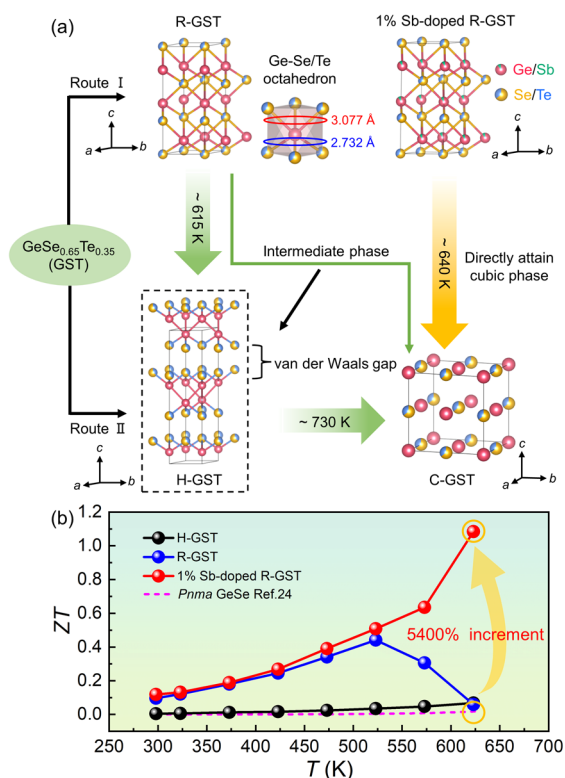 (a)
R-GST
1% Sb-doped R-GST
Route I
Ge-Se/Te
octahedron
3.077 Å
2.732 Å
Ge/Sb
Se/Te
c
a
b
c
a
b
GeSe0.65Te0.35
(GST)
~ 615 K
Intermediate phase
~ 640 K
Directly attain
cubic phase
van der Waals gap
~ 730 K
Route II
c
a
b
H-GST
C-GST
c
a
b
(b)
1.2
1.0
0.8
0.6
0.4
0.2
0.0
ZT
H-GST
R-GST
1% Sb-doped R-GST
Pnma GeSe Ref.24
5400% increment
250 300 350 400 450 500 550 600 650 700
T (K)